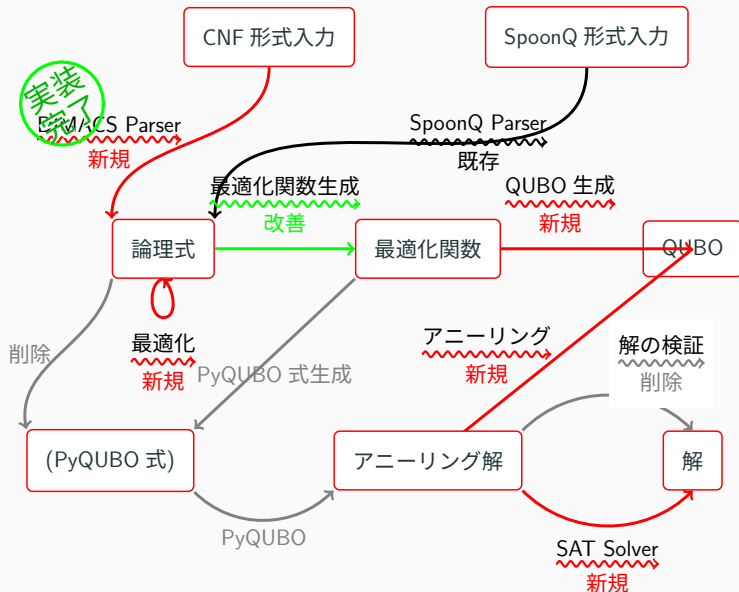 CNF 形式入力
SpoonQ 形式入力
実装
完了
DIMACS Parser
新規
SpoonQ Parser
既存
最適化関数生成
改善
QUBO 生成
新規
論理式
最適化関数
QUBO
削除
最適化
新規
PyQUBO 式生成
アニーリング
新規
解の検証
削除
(PyQUBO 式)
アニーリング解
解
PyQUBO
SAT Solver
新規